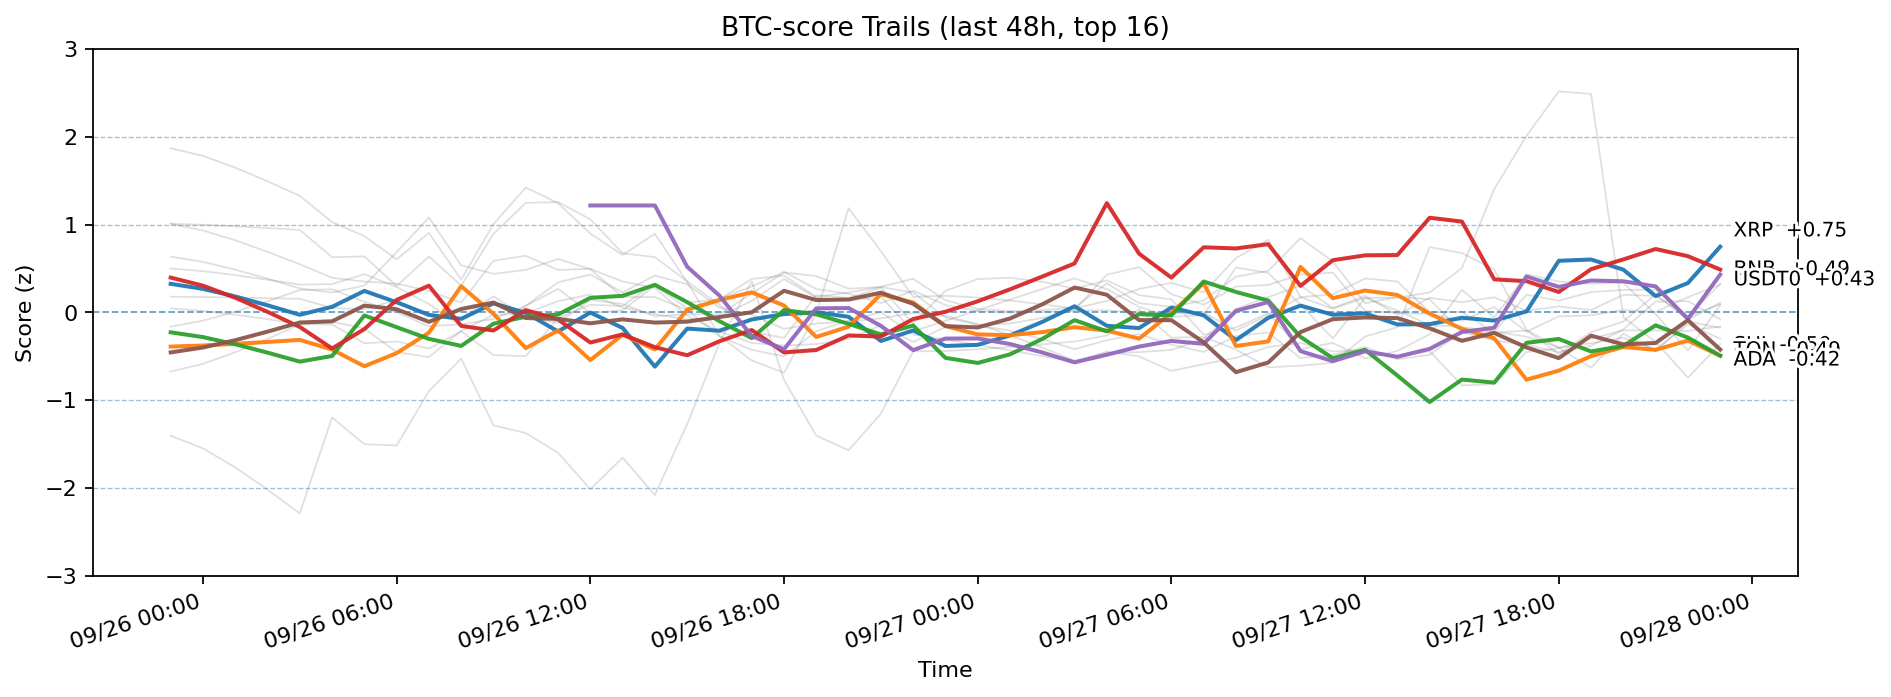 BTC-score Trails (last 48h, top 16)
Score (z)
3
2
1
0
−1
−2
−3
XRP +0.75
BNB +0.49
USDT0 +0.43
TON
ADA -0.42
09/26 00:00
09/26 06:00
09/26 12:00
09/26 18:00
09/27 00:00
09/27 06:00
09/27 12:00
09/27 18:00
09/28 00:00
Time